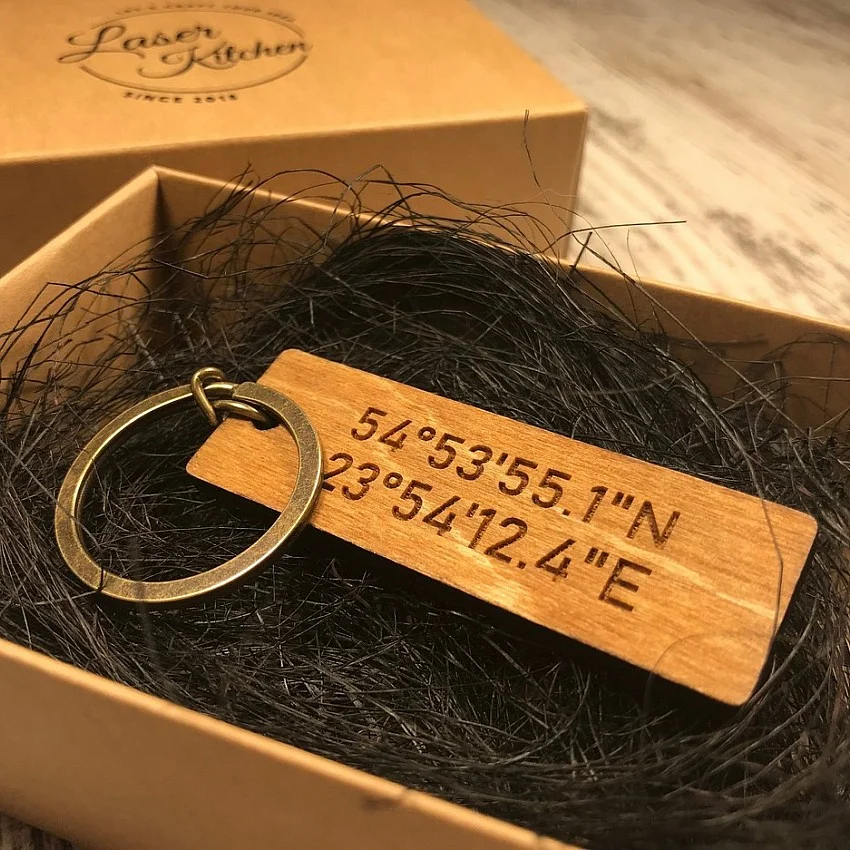 Laser
Kitchen
SINCE 2015
54°53'55.1"N
23°54'12.4"E